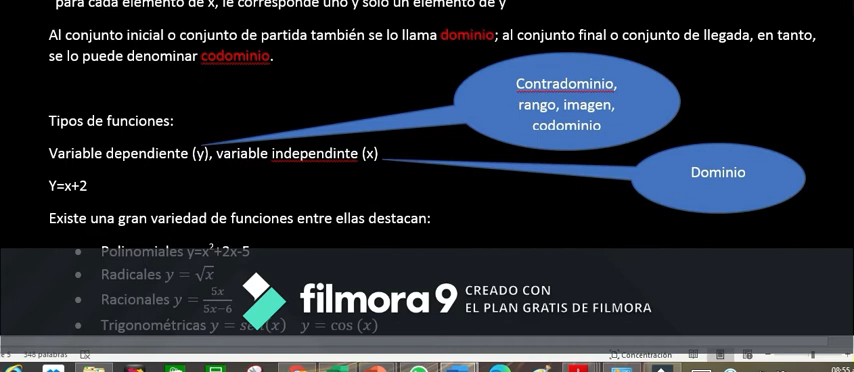 para cada elemento de x, le corresponde uno y solo un elemento de y
Al conjunto inicial o conjunto de partida también se lo llama dominio; al conjunto final o conjunto de llegada, en tanto,
se lo puede denominar codominio.
Contradominio,
rango, imagen,
codominio
Tipos de funciones:
Variable dependiente (y), variable independinte (x)
Dominio
Y=x+2
Existe una gran variedad de funciones entre ellas destacan:
• Polinomiales y=x²+2x-5
• Radicales y = √x
• Racionales y = 5x/5x−6
• Trigonométricas y = sen(x) y = cos (x)
filmora9 CREADO CON
EL PLAN GRATIS DE FILMORA
e 5 348 palabras Concentración
08:55